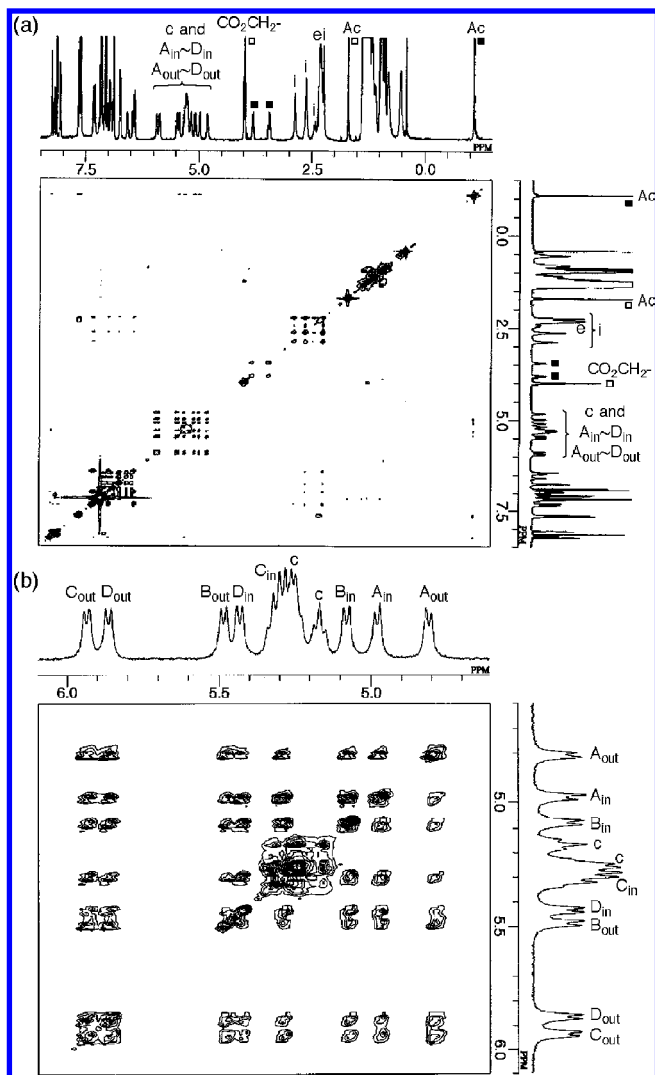 (a)
CO₂CH₂-
Ac
Ac
c and
A_in~D_in
A_out~D_out
ei
i
i
i
7.5
5.0
2.5
0.0
PPM
Ac
0.0
Ac
2.5
e
i
CO₂CH₂-
5.0
c and
A_in~D_in
A_out~D_out
7.5
PPM
(b)
C_out
D_out
B_out
D_in
C_in
c
c
B_in
A_in
A_out
6.0
5.5
5.0
PPM
A_out
A_in
5.0
B_in
c
c
C_in
D_in
5.5
B_out
D_out
C_out
6.0
PPM